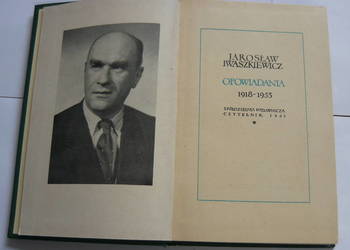 JAROSŁAW
IWASZKIEWICZ
OPOWIADANIA
1918-1953
SPÓŁDZIELNIA WYDAWNICZA
CZYTELNIK, 1954